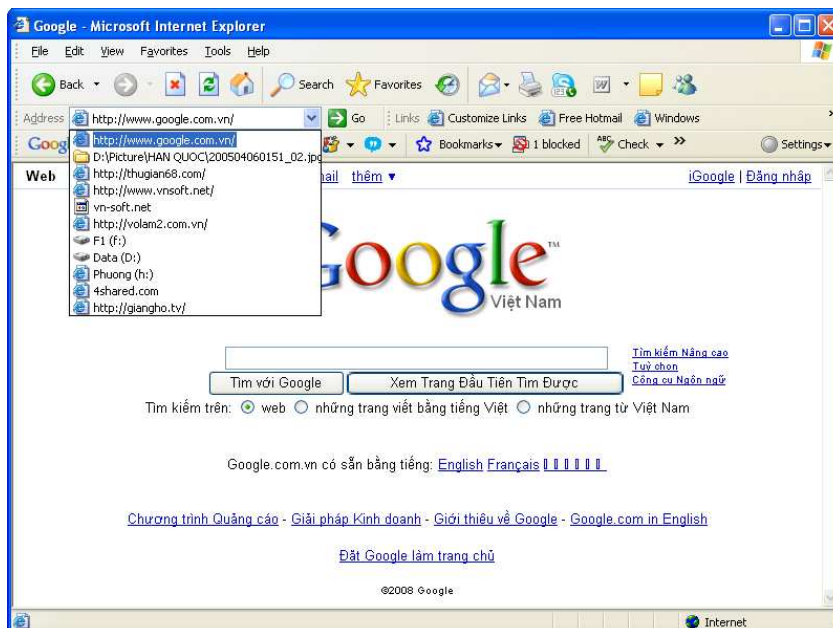 Google - Microsoft Internet Explorer
File Edit View Favorites Tools Help
Back Search Favorites
Address http://www.google.com.vn/ Go Links Customize Links Free Hotmail Windows »
Goog Bookmarks 1 blocked ABC Check » Settings
http://www.google.com.vn/
D:\Picture\HAN QUOC\200504060151_02.jpg
http://thugian68.com/
http://www.vnsoft.net/
vn-soft.net
http://volam2.com.vn/
F1 (f:)
Data (D:)
Phuong (h:)
4shared.com
http://giangho.tv/
Web ail thêm ▼ iGoogle | Đăng nhập
Google™
Việt Nam
Tìm kiếm Nâng cao
Tuỳ chọn
Công cụ Ngôn ngữ
Tìm với Google Xem Trang Đầu Tiên Tìm Được
Tìm kiếm trên: web những trang viết bằng tiếng Việt những trang từ Việt Nam
Google.com.vn có sẵn bằng tiếng: English Français
Chương trình Quảng cáo - Giải pháp Kinh doanh - Giới thiệu về Google - Google.com in English
Đặt Google làm trang chủ
©2008 Google
Internet